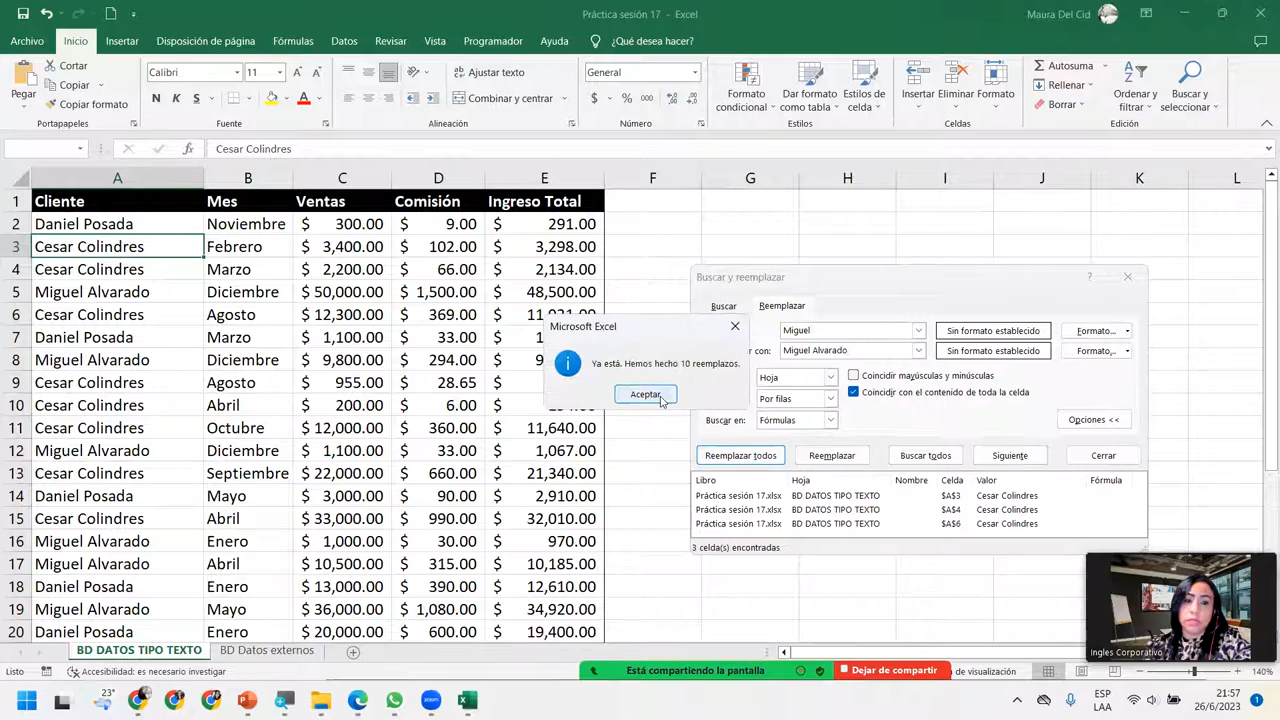 Práctica sesión 17 - Excel
Maura Del Cid
Archivo Inicio Insertar Disposición de página Fórmulas Datos Revisar Vista Programador Ayuda ¿Qué desea hacer?
Pegar
Cortar
Copiar
Copiar formato
Portapapeles
Calibri 11
N K S
Fuente
Ajustar texto
Combinar y centrar
Alineación
General
$ % 000
Número
Formato condicional
Dar formato como tabla
Estilos de celda
Estilos
Insertar Eliminar Formato
Celdas
Autosuma
Rellenar
Borrar
Ordenar y filtrar
Buscar y seleccionar
Edición
fx Cesar Colindres
A B C D E F G H I J K L
1 Cliente Mes Ventas Comisión Ingreso Total
2 Daniel Posada Noviembre $ 300.00 $ 9.00 $ 291.00
3 Cesar Colindres Febrero $ 3,400.00 $ 102.00 $ 3,298.00
4 Cesar Colindres Marzo $ 2,200.00 $ 66.00 $ 2,134.00
5 Miguel Alvarado Diciembre $ 50,000.00 $ 1,500.00 $ 48,500.00
6 Cesar Colindres Agosto $ 12,300.00 $ 369.00 $
7 Daniel Posada Marzo $ 1,100.00 $ 33.00 $
8 Miguel Alvarado Diciembre $ 9,800.00 $ 294.00 $
9 Cesar Colindres Agosto $ 955.00 $ 28.65 $
10 Cesar Colindres Abril $ 200.00 $ 6.00 $
11 Cesar Colindres Octubre $ 12,000.00 $ 360.00 $ 11,640.00
12 Miguel Alvarado Diciembre $ 1,100.00 $ 33.00 $ 1,067.00
13 Cesar Colindres Septiembre $ 22,000.00 $ 660.00 $ 21,340.00
14 Daniel Posada Mayo $ 3,000.00 $ 90.00 $ 2,910.00
15 Cesar Colindres Abril $ 33,000.00 $ 990.00 $ 32,010.00
16 Miguel Alvarado Enero $ 1,000.00 $ 30.00 $ 970.00
17 Miguel Alvarado Abril $ 10,500.00 $ 315.00 $ 10,185.00
18 Daniel Posada Enero $ 13,000.00 $ 390.00 $ 12,610.00
19 Miguel Alvarado Mayo $ 36,000.00 $ 1,080.00 $ 34,920.00
20 Daniel Posada Enero $ 20,000.00 $ 600.00 $ 19,400.00
Microsoft Excel
Ya está. Hemos hecho 10 reemplazos.
Aceptar
Buscar y reemplazar ?
Buscar Reemplazar
Miguel Sin formato establecido Formato...
con: Miguel Alvarado Sin formato establecido Formato...
Hoja Coincidir mayúsculas y minúsculas
Por filas Coincidir con el contenido de toda la celda
Buscar en: Fórmulas Opciones <<
Reemplazar todos Reemplazar Buscar todos Siguiente Cerrar
Libro Hoja Nombre Celda Valor Fórmula
Práctica sesión 17.xlsx BD DATOS TIPO TEXTO $A$3 Cesar Colindres
Práctica sesión 17.xlsx BD DATOS TIPO TEXTO $A$4 Cesar Colindres
Práctica sesión 17.xlsx BD DATOS TIPO TEXTO $A$6 Cesar Colindres
3 celda(s) encontradas
Ingles Corporativo
BD DATOS TIPO TEXTO BD Datos externos
Listo Accesibilidad: es necesario investigar Está compartiendo la pantalla Dejar de compartir de visualización 140%
23° zoom ESP LAA 21:57 26/6/2023